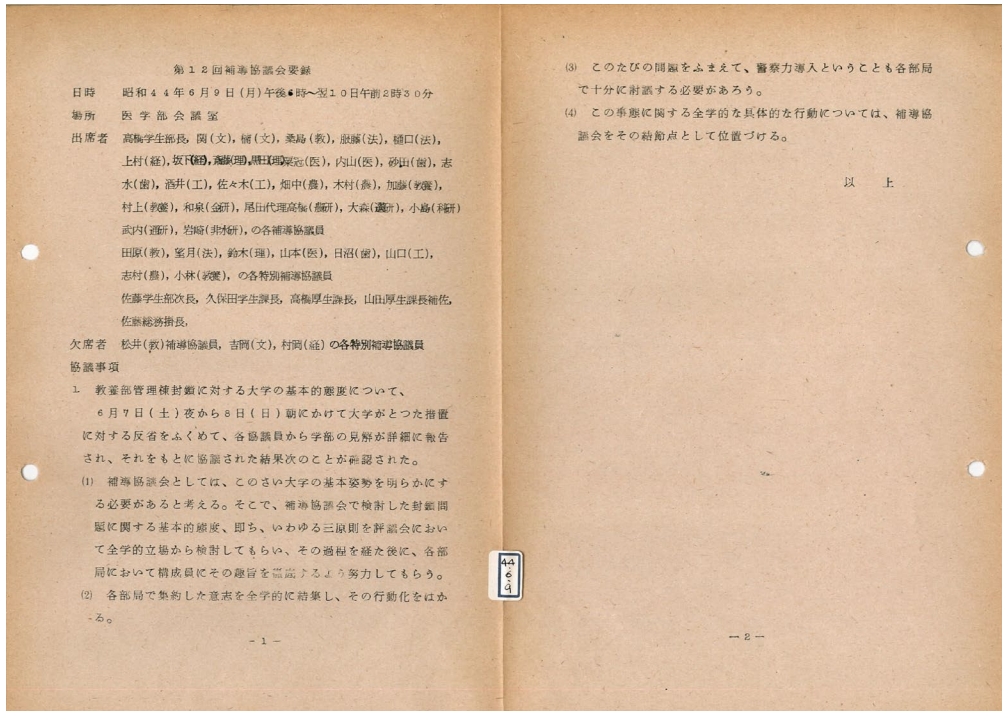 第12回補導協議会要録
日時 昭和44年6月9日(月)午後6時~翌10日午前2時30分
場所 医学部会議室
出席者 高橋学生部長, 関(文), 樋(文), 桑島(教), 服藤(法), 樋口(法),
上村(経), 冠(医), 内山(医), 砂田(歯), 志
水(歯), 酒井(工), 佐々木(工), 畑中(農), 木村(農), 加藤(教養),
村上(教養), 和泉(金研), 尾田代理高橋(農研), 大森(選研), 小島(科研)
武内(通研), 岩崎(非水研), の各補導協議員
田原(教), 望月(法), 鈴木(理), 山本(医), 日沼(歯), 山口(工),
志村(農), 小林(教養), の各特別補導協議員
佐藤学生部次長, 久保田学生課長, 高橋厚生課長, 山田厚生課長補佐,
佐藤総務掛長,
欠席者 松井(教)補導協議員, 吉岡(文), 村岡(経)の各特別補導協議員
協議事項
1. 教養部管理棟封鎖に対する大学の基本的態度について、
6月7日(土)夜から8日(日)朝にかけて大学がとつた措置
に対する反省をふくめて、各協議員から学部の見解が詳細に報告
され、それをもとに協議された結果次のことが確認された。
(1) 補導協議会としては、このさい大学の基本姿勢を明らかにす
る必要があると考える。そこで、補導協議会で検討した封鎖問
題に関する基本的態度、即ち、いわゆる三原則を評議会におい
て全学的立場から検討してもらい、その過程を経た後に、各部
局において構成員にその趣旨を徹底するよう努力してもらう。
(2) 各部局で集約した意志を全学的に結集し、その行動化をはか
る。
-1-
44.6.9
(3) このたびの問題をふまえて、警察力導入ということも各部局
で十分に討議する必要があろう。
(4) この事態に関する全学的な具体的な行動については、補導協
議会をその結節点として位置づける。
以上
-2-